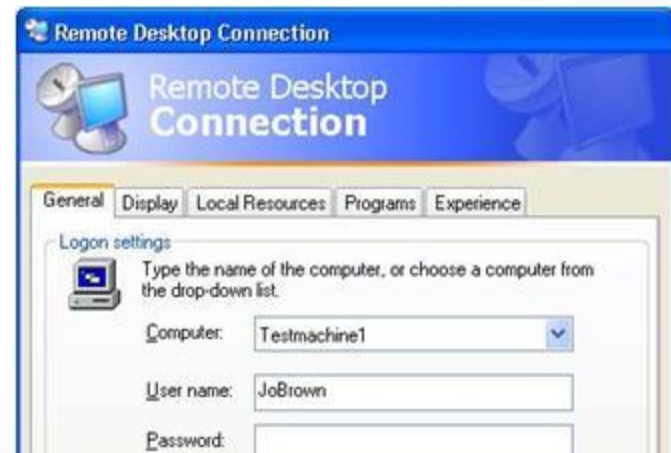 Remote Desktop Connection
Remote Desktop
Connection
General Display Local Resources Programs Experience
Logon settings
Type the name of the computer, or choose a computer from
the drop-down list.
Computer: Testmachine1
User name: JoBrown
Password: